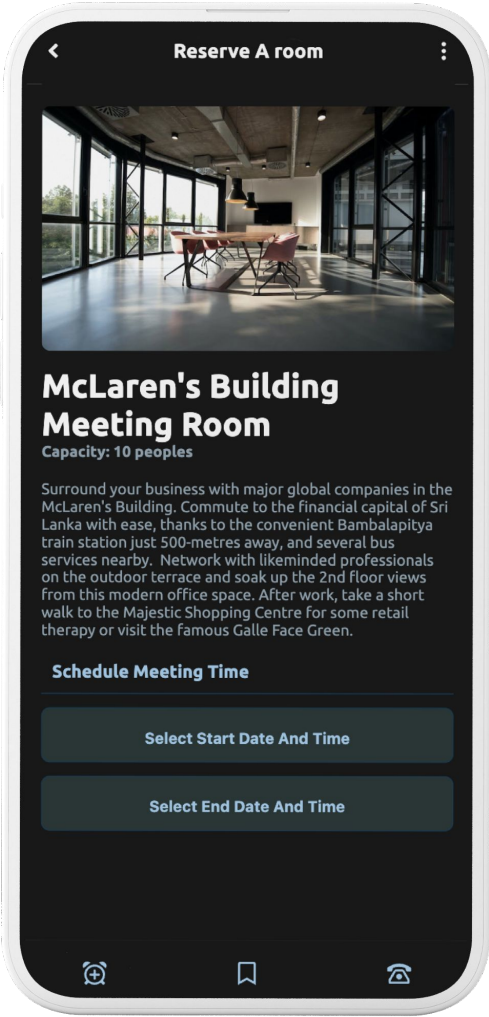 Reserve A room
McLaren's Building
Meeting Room
Capacity: 10 peoples
Surround your business with major global companies in the
McLaren's Building. Commute to the financial capital of Sri
Lanka with ease, thanks to the convenient Bambalapitya
train station just 500-metres away, and several bus
services nearby.  Network with likeminded professionals
on the outdoor terrace and soak up the 2nd floor views
from this modern office space. After work, take a short
walk to the Majestic Shopping Centre for some retail
therapy or visit the famous Galle Face Green.
Schedule Meeting Time
Select Start Date And Time
Select End Date And Time